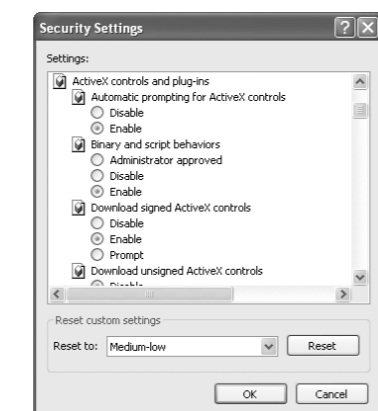 Security Settings
Settings:
ActiveX controls and plug-ins
Automatic prompting for ActiveX controls
Disable
Enable
Binary and script behaviors
Administrator approved
Disable
Enable
Download signed ActiveX controls
Disable
Enable
Prompt
Download unsigned ActiveX controls
Reset custom settings
Reset to: Medium-low Reset
OK Cancel